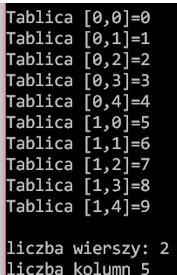 Tablica [0,0]=0
Tablica [0,1]=1
Tablica [0,2]=2
Tablica [0,3]=3
Tablica [0,4]=4
Tablica [1,0]=5
Tablica [1,1]=6
Tablica [1,2]=7
Tablica [1,3]=8
Tablica [1,4]=9
liczba wierszy: 2
liczba kolumn 5